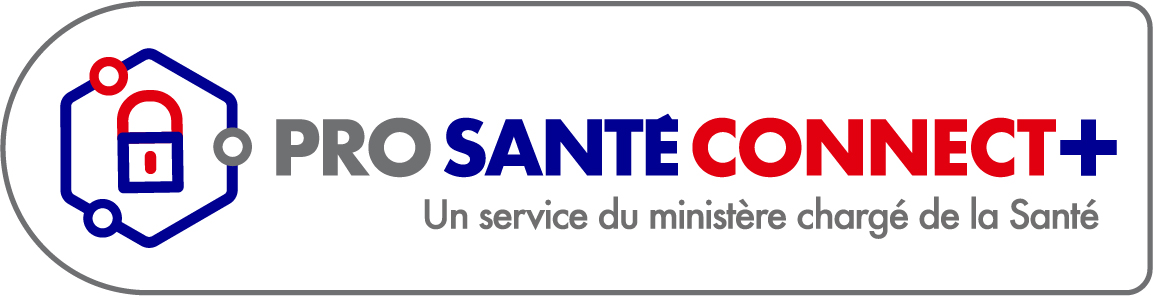 PRO SANTÉ CONNECT+
Un service du ministère chargé de la Santé